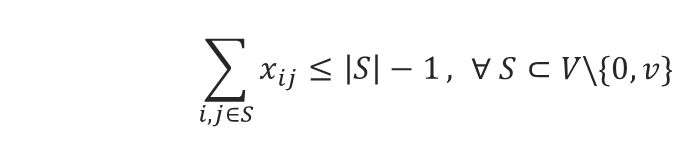 ∑_{i,j∈S} x_{ij} ≤ |S| − 1 , ∀ S ⊂ V\{0, v}